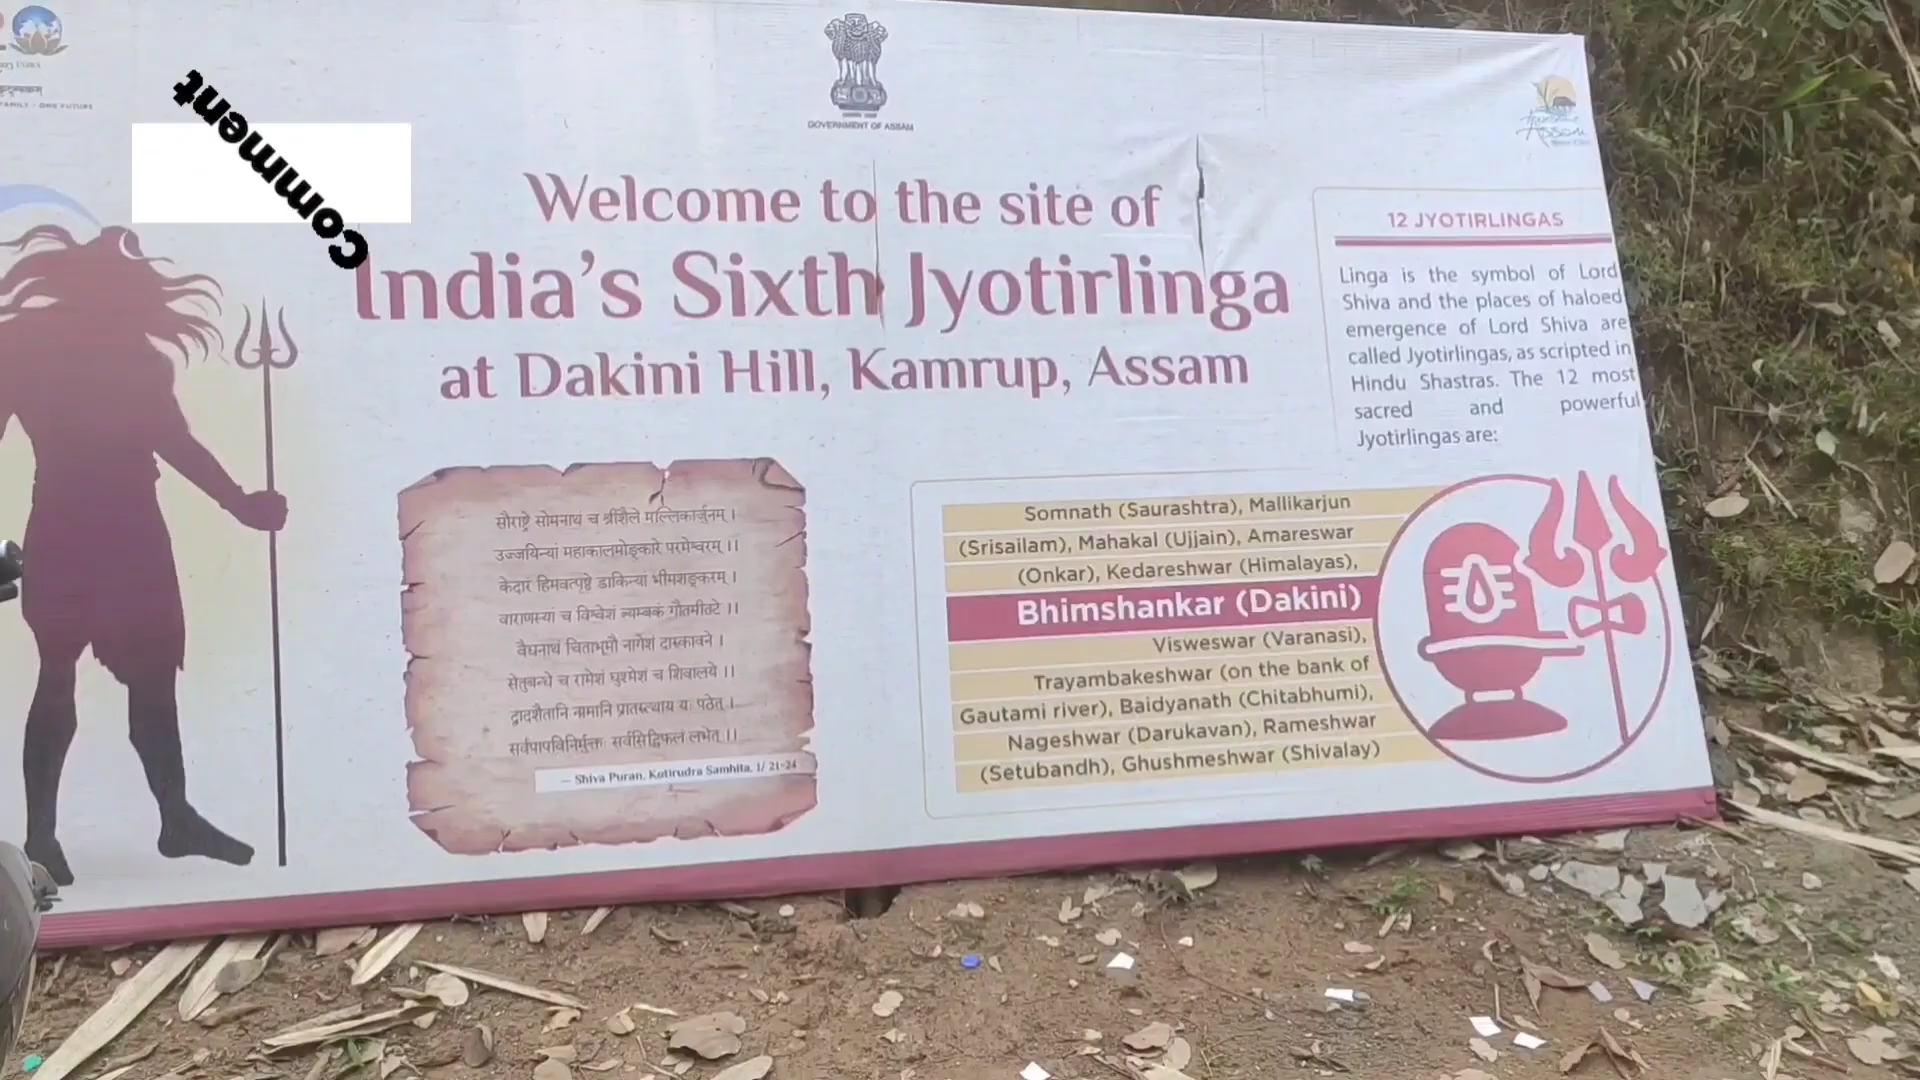 FAMILY • ONE FUTURE
Comment
GOVERNMENT OF ASSAM
Assam
Welcome to the site of
India's Sixth Jyotirlinga
at Dakini Hill, Kamrup, Assam
12 JYOTIRLINGAS
Linga is the symbol of Lord
Shiva and the places of haloed
emergence of Lord Shiva are
called Jyotirlingas, as scripted in
Hindu Shastras. The 12 most
sacred and powerful
Jyotirlingas are:
सौराष्ट्रे सोमनाथं च श्रीशैले मल्लिकार्जुनम् ।
उज्जयिन्यां महाकालमोङ्कारे परमेश्वरम् ।।
केदारं हिमवत्पृष्ठे डाकिन्यां भीमशङ्करम् ।
वाराणस्यां च विश्वेशं त्र्यम्बकं गौतमीतटे ।।
वैद्यनाथं चिताभूमौ नागेशं दारुकावने ।
सेतुबन्धे च रामेशं घुश्मेशं च शिवालये ।।
द्वादशैतानि नामानि प्रातरुत्थाय यः पठेत् ।
सर्वपापविनिर्मुक्तः सर्वसिद्धिफलं लभेत् ।।
— Shiva Puran, Kotirudra Samhita, 1/ 21-24
Somnath (Saurashtra), Mallikarjun
(Srisailam), Mahakal (Ujjain), Amareswar
(Onkar), Kedareshwar (Himalayas),
Bhimshankar (Dakini)
Visweswar (Varanasi),
Trayambakeshwar (on the bank of
Gautami river), Baidyanath (Chitabhumi),
Nageshwar (Darukavan), Rameshwar
(Setubandh), Ghushmeshwar (Shivalay)